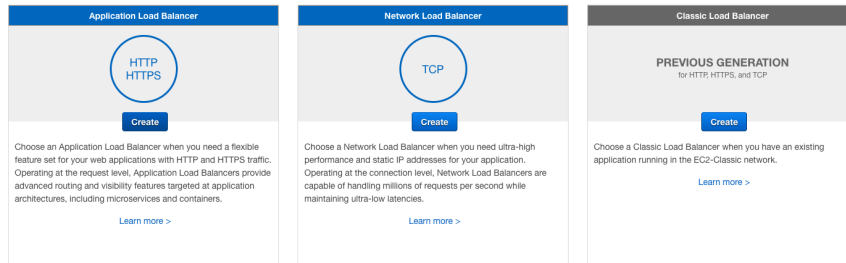 Application Load Balancer
HTTP
HTTPS
Create
Choose an Application Load Balancer when you need a flexible
feature set for your web applications with HTTP and HTTPS traffic.
Operating at the request level, Application Load Balancers provide
advanced routing and visibility features targeted at application
architectures, including microservices and containers.
Learn more >
Network Load Balancer
TCP
Create
Choose a Network Load Balancer when you need ultra-high
performance and static IP addresses for your application.
Operating at the connection level, Network Load Balancers are
capable of handling millions of requests per second while
maintaining ultra-low latencies.
Learn more >
Classic Load Balancer
PREVIOUS GENERATION
for HTTP, HTTPS, and TCP
Create
Choose a Classic Load Balancer when you have an existing
application running in the EC2-Classic network.
Learn more >